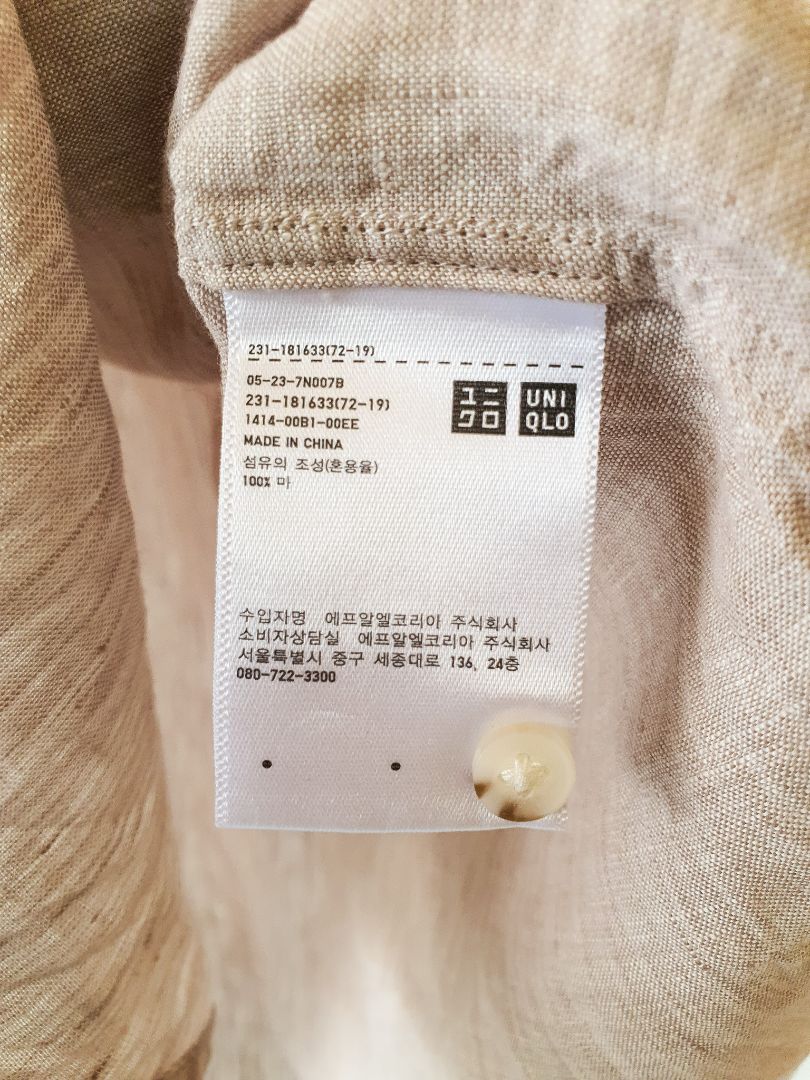 231-181633(72-19)
05-23-7N007B
231-181633(72-19)
1414-00B1-00EE
MADE IN CHINA
ユニ
クロ
UNI
QLO
섬유의 조성(혼용율)
100% 마
수입자명 에프알엘코리아 주식회사
소비자상담실 에프알엘코리아 주식회사
서울특별시 중구 세종대로 136, 24층
080-722-3300